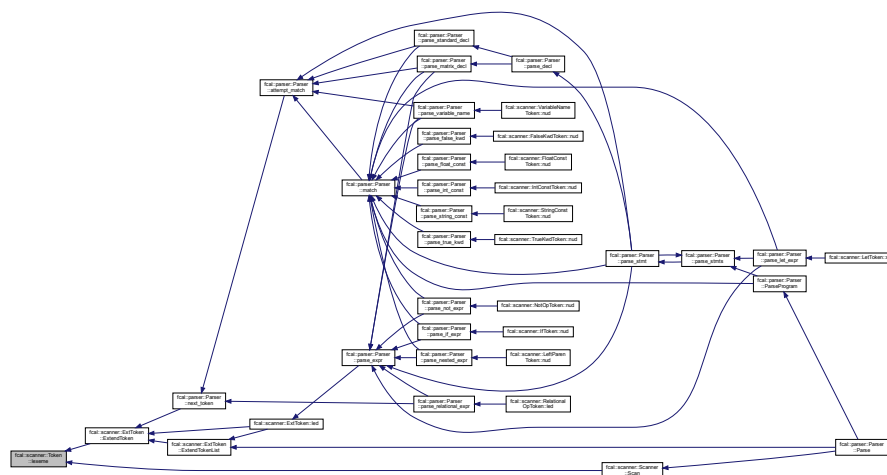 fcal::parser::Parser
::parse_standard_decl
fcal::parser::Parser
::parse_matrix_decl
fcal::parser::Parser
::parse_decl
fcal::parser::Parser
::attempt_match
fcal::parser::Parser
::parse_variable_name
fcal::scanner::VariableName
Token::nud
fcal::parser::Parser
::parse_false_kwd
fcal::scanner::FalseKwdToken::nud
fcal::parser::Parser
::parse_float_const
fcal::scanner::FloatConst
Token::nud
fcal::parser::Parser
::match
fcal::parser::Parser
::parse_int_const
fcal::scanner::IntConstToken::nud
fcal::parser::Parser
::parse_string_const
fcal::scanner::StringConst
Token::nud
fcal::parser::Parser
::parse_true_kwd
fcal::scanner::TrueKwdToken::nud
fcal::parser::Parser
::parse_stmt
fcal::parser::Parser
::parse_stmts
fcal::parser::Parser
::parse_let_expr
fcal::scanner::LetToken::n
fcal::parser::Parser
::ParseProgram
fcal::parser::Parser
::parse_not_expr
fcal::scanner::NotOpToken::nud
fcal::parser::Parser
::parse_if_expr
fcal::scanner::IfToken::nud
fcal::parser::Parser
::parse_expr
fcal::parser::Parser
::parse_nested_expr
fcal::scanner::LeftParen
Token::nud
fcal::parser::Parser
::next_token
fcal::parser::Parser
::parse_relational_expr
fcal::scanner::Relational
OpToken::led
fcal::scanner::ExtToken::led
fcal::scanner::ExtToken
::ExtendToken
fcal::scanner::ExtToken
::ExtendTokenList
fcal::parser::Parser
::Parse
fcal::scanner::Token
::lexeme
fcal::scanner::Scanner
::Scan